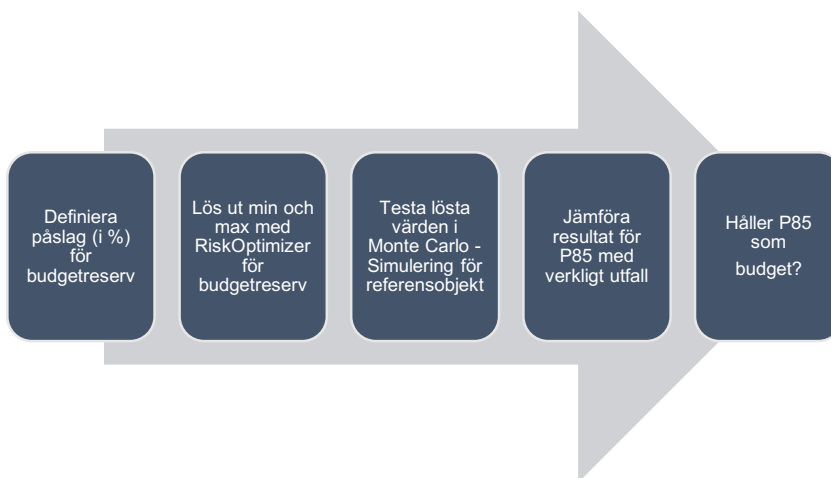 Definiera
påslag (i %)
för
budgetreserv
Lös ut min och
max med
RiskOptimizer
för
budgetreserv
Testa lösta
värden i
Monte Carlo -
Simulering för
referensobjekt
Jämföra
resultat för
P85 med
verkligt utfall
Håller P85
som
budget?